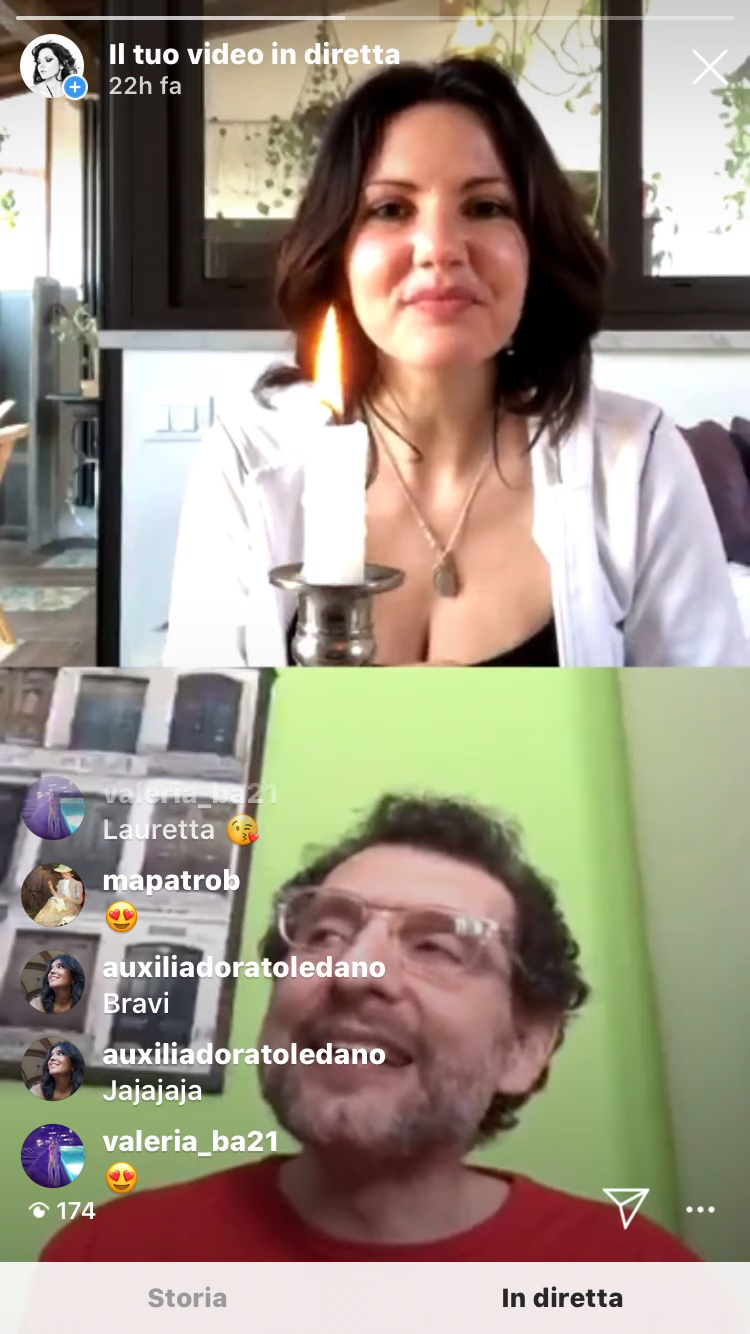 Il tuo video in diretta
22h fa
valeria_ba21
Lauretta 😘
mapatrob
😍
auxiliadoratoledano
Bravi
auxiliadoratoledano
Jajajaja
valeria_ba21
😍
174
Storia
In diretta